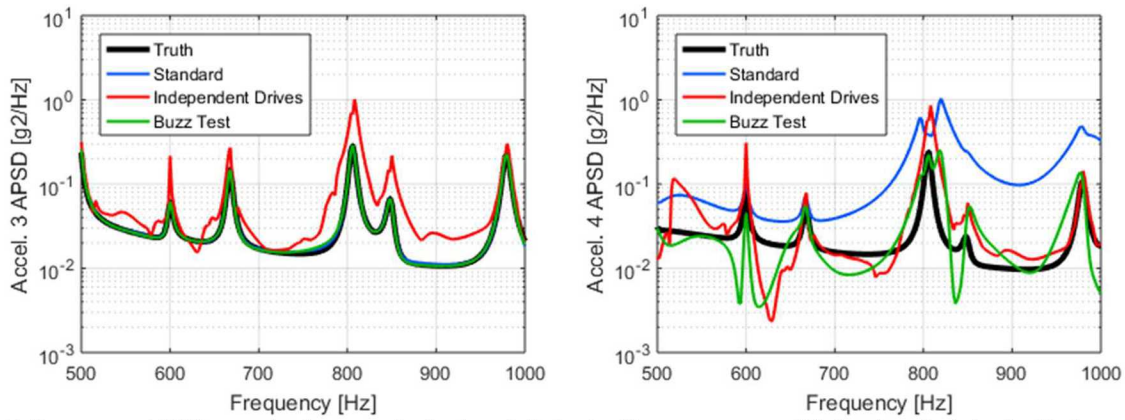 Accel. 3 APSD [g2/Hz]
10^1
10^0
10^-1
10^-2
10^-3
Truth
Standard
Independent Drives
Buzz Test
500 600 700 800 900 1000
Frequency [Hz]
Accel. 4 APSD [g2/Hz]
10^1
10^0
10^-1
10^-2
10^-3
Truth
Standard
Independent Drives
Buzz Test
500 600 700 800 900 1000
Frequency [Hz]